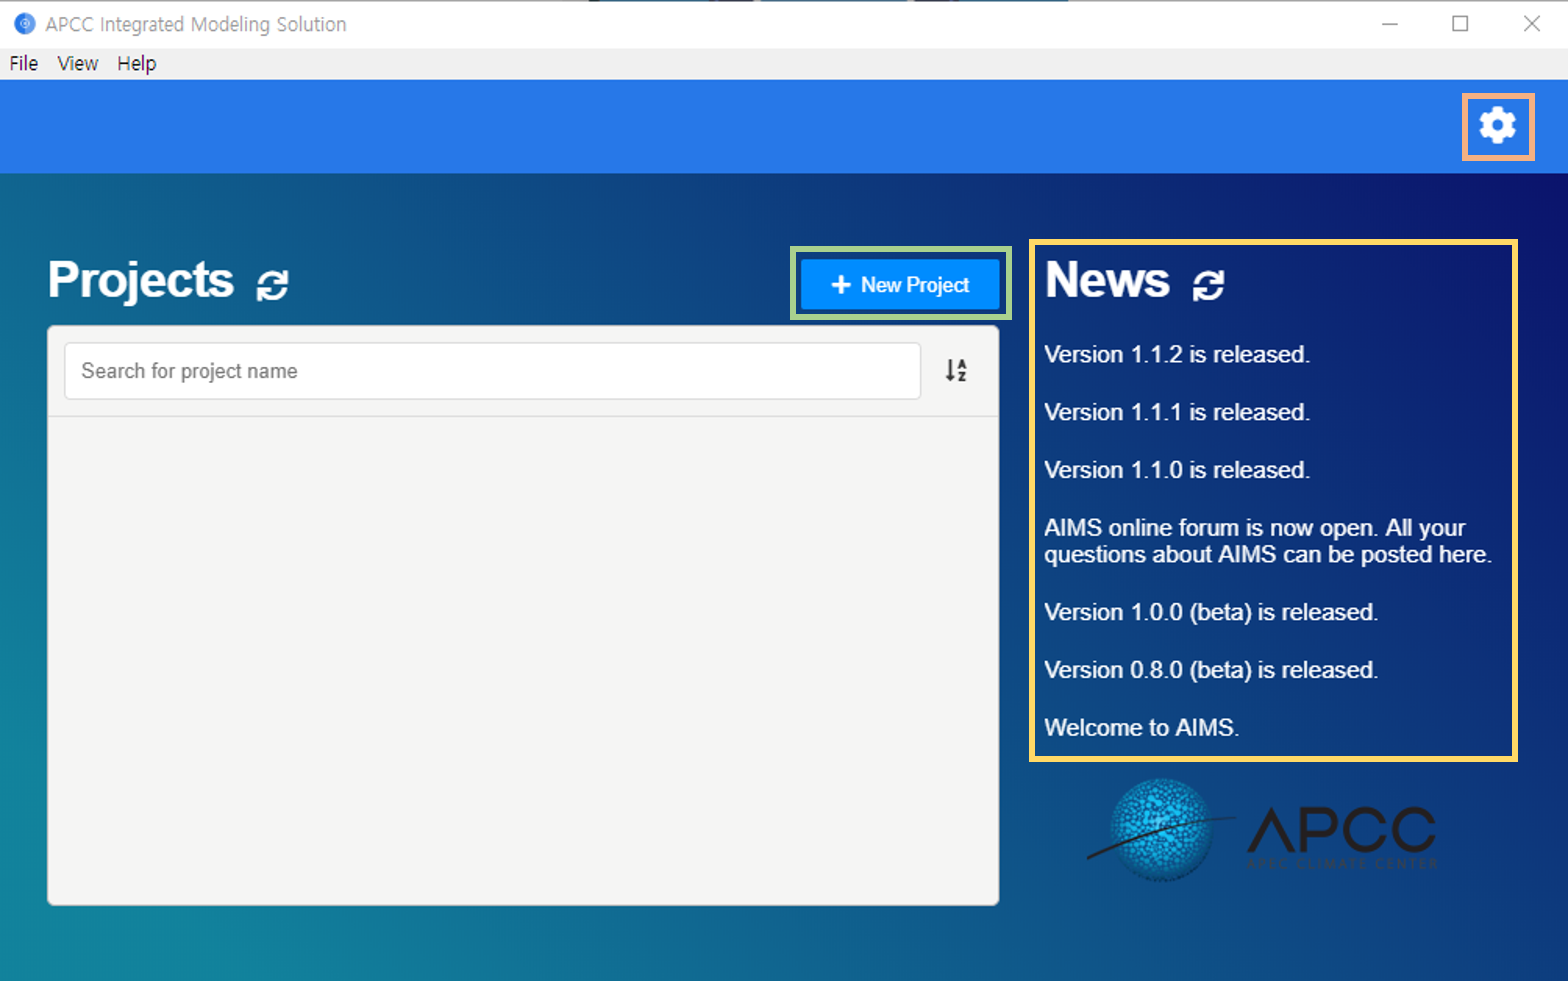 APCC Integrated Modeling Solution
File View Help
Projects
New Project
Search for project name
A
Z
News
Version 1.1.2 is released.
Version 1.1.1 is released.
Version 1.1.0 is released.
AIMS online forum is now open. All your
questions about AIMS can be posted here.
Version 1.0.0 (beta) is released.
Version 0.8.0 (beta) is released.
Welcome to AIMS.
APCC
APEC CLIMATE CENTER